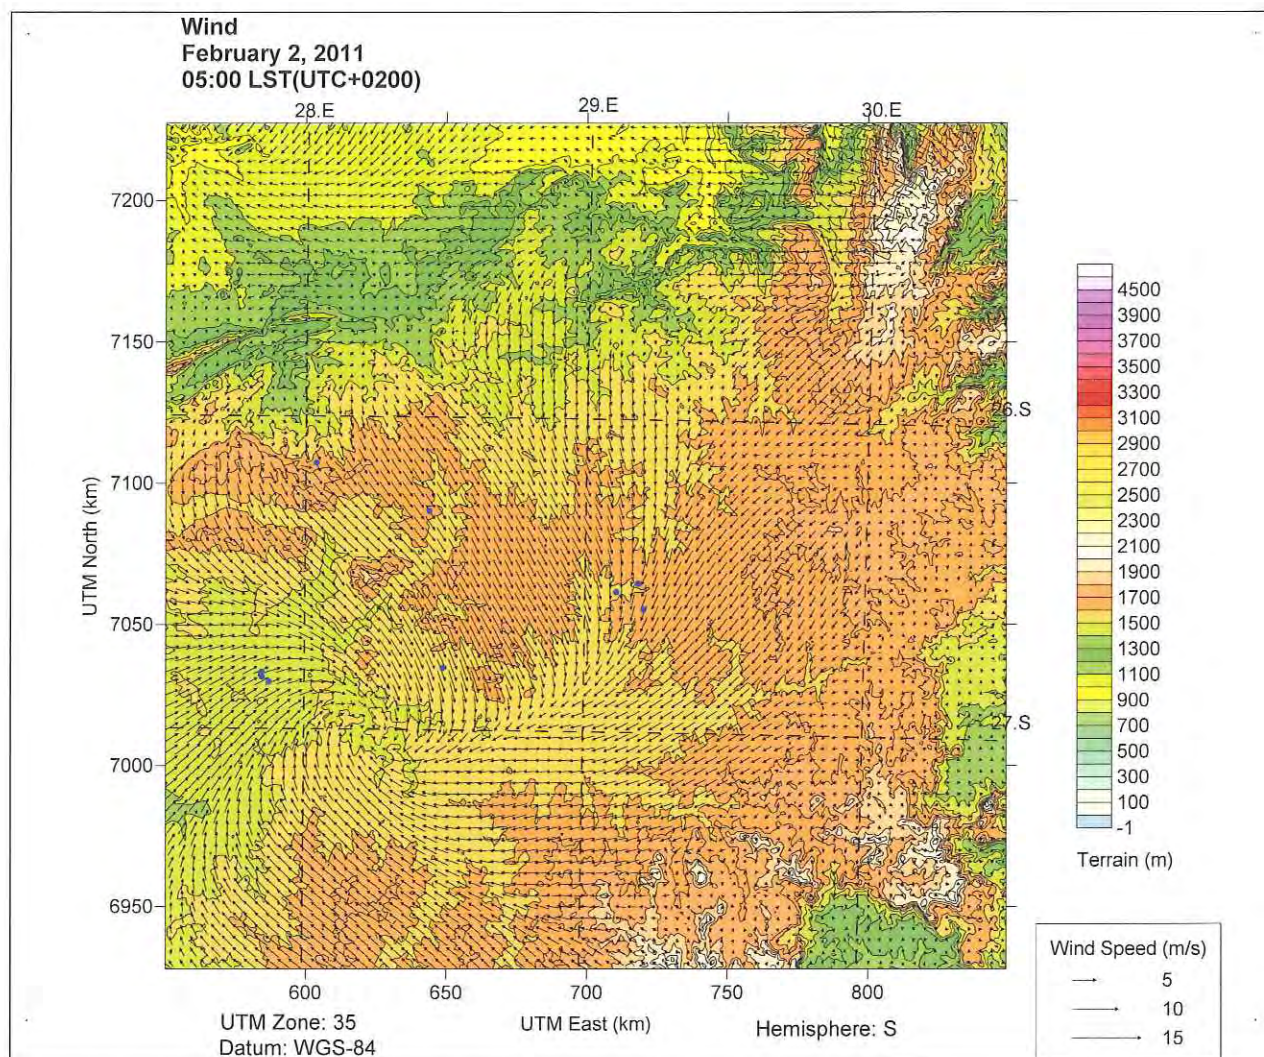 Wind
February 2, 2011
05:00 LST(UTC+0200)
28.E 29.E 30.E
7200
7150
7100
7050
7000
6950
UTM North (km)
26.S
27.S
600 650 700 750 800
UTM East (km)
UTM Zone: 35
Datum: WGS-84
Hemisphere: S
4500
3900
3700
3500
3300
3100
2900
2700
2500
2300
2100
1900
1700
1500
1300
1100
900
700
500
300
100
-1
Terrain (m)
Wind Speed (m/s)
5
10
15